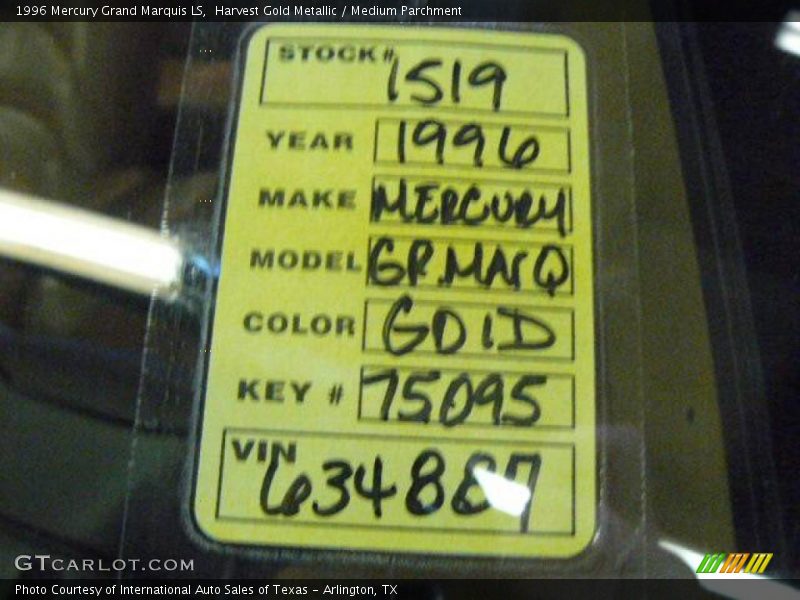 1996 Mercury Grand Marquis LS, Harvest Gold Metallic / Medium Parchment
STOCK# 1519
YEAR 1996
MAKE MERCURY
MODEL GR.MARQ
COLOR GOLD
KEY # 75095
VIN 634887
GTCARLOT.COM
Photo Courtesy of International Auto Sales of Texas - Arlington, TX